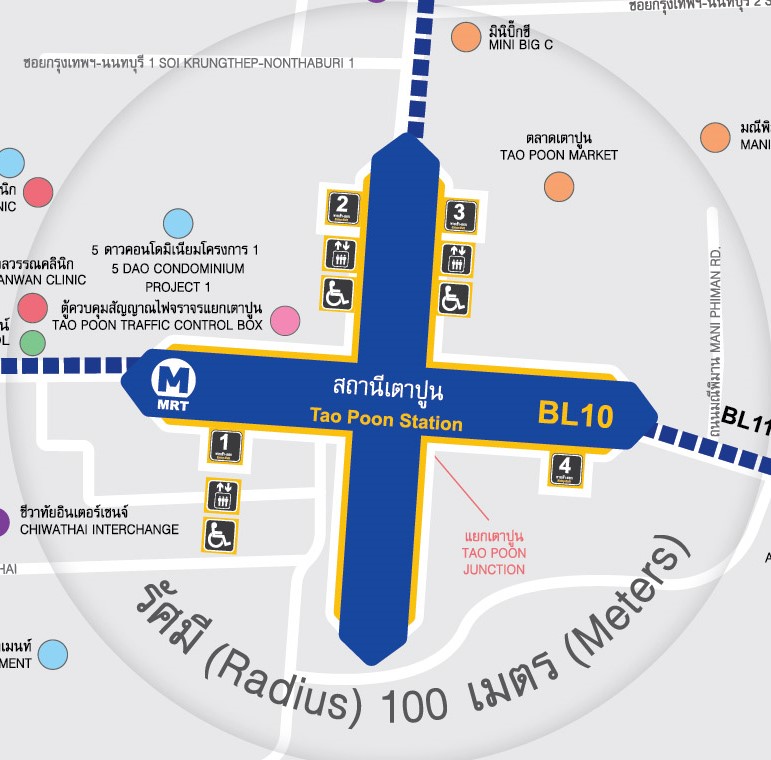 ซอยกรุงเทพฯ-นนทบุรี 2 S
มินิบิ๊กซี
MINI BIG C
ซอยกรุงเทพฯ-นนทบุรี 1 SOI KRUNGTHEP-NONTHABURI 1
ตลาดเตาปูน
TAO POON MARKET
มณีพิ
MANI
นิก
NIC
2
3
5 ดาวคอนโดมิเนียมโครงการ 1
5 DAO CONDOMINIUM
PROJECT 1
ลวรรณคลินิก
ANWAN CLINIC
ตู้ควบคุมสัญญาณไฟจราจรแยกเตาปูน
TAO POON TRAFFIC CONTROL BOX
น์
OL
ถนนมณีพิมาน MANI PHIMAN RD.
M
MRT
สถานีเตาปูน
Tao Poon Station
BL10
BL11
1
4
ชีวาทัยอินเตอร์เชนจ์
CHIWATHAI INTERCHANGE
แยกเตาปูน
TAO POON
JUNCTION
HAI
A
เมนท์
MENT
รัศมี (Radius) 100 เมตร (Meters)